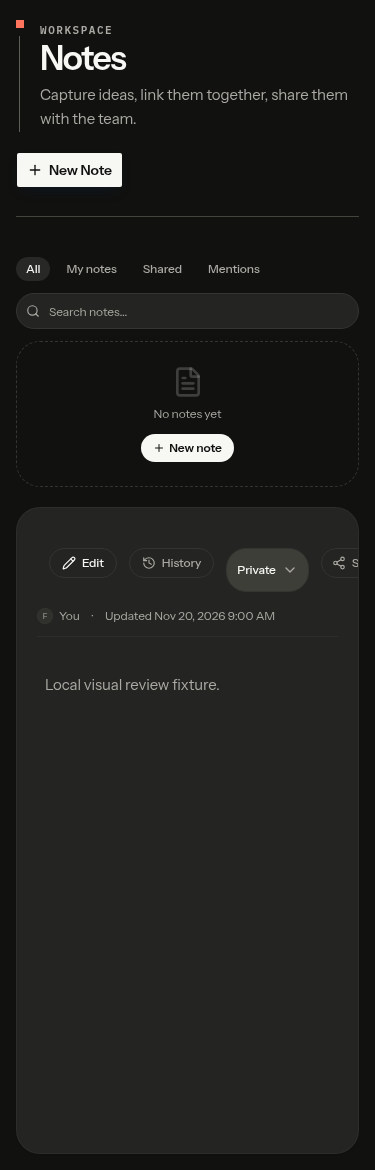 WORKSPACE
Notes
Capture ideas, link them together, share them
with the team.
New Note
All My notes Shared Mentions
Search notes...
No notes yet
New note
Edit History Private
F You · Updated Nov 20, 2026 9:00 AM
Local visual review fixture.